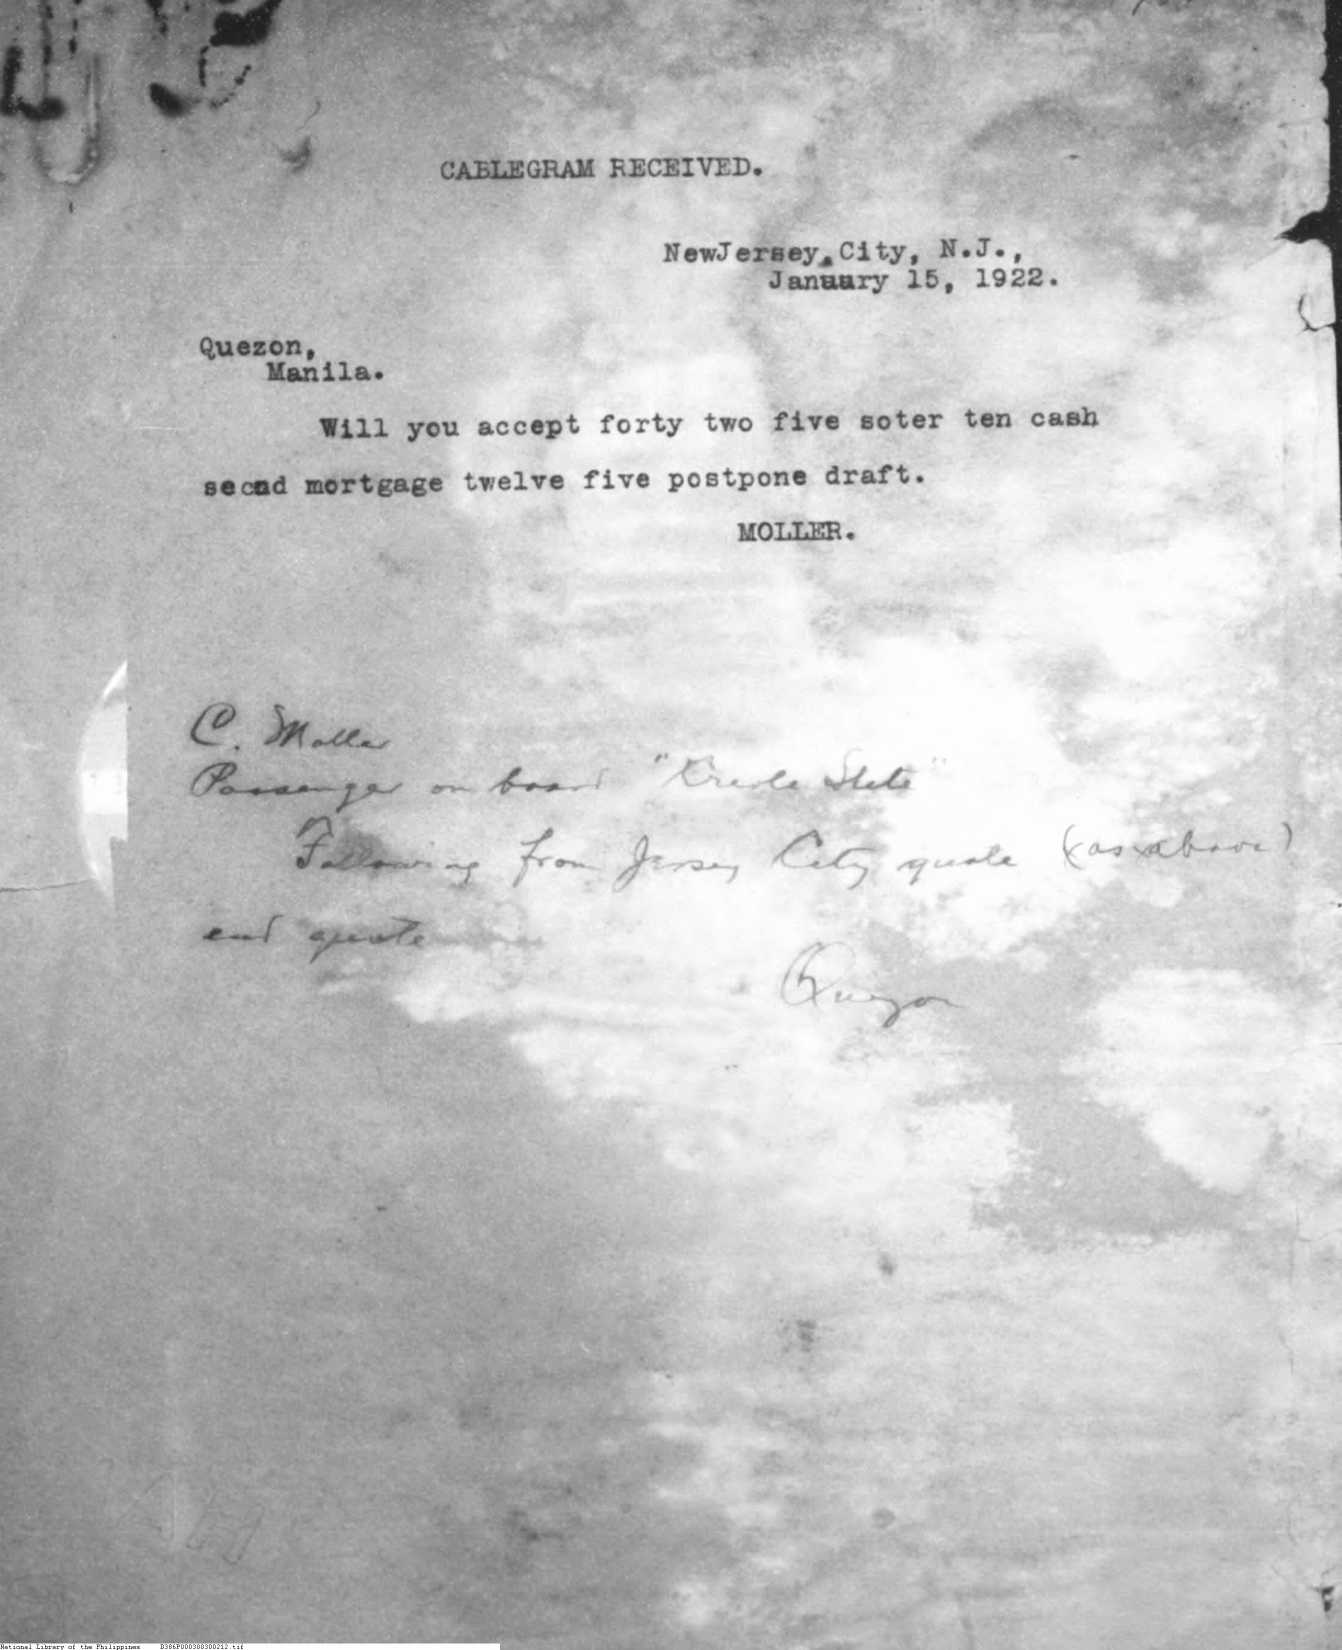 CABLEGRAM RECEIVED.
NewJersey, City, N.J.,
January 15, 1922.
Quezon,
Manila.
Will you accept forty two five soter ten cash
secnd mortgage twelve five postpone draft.
MOLLER.
C. Moller
Passenger on board "Creole State"
Following from Jersey City quote (as above)
end quote
Quezon
National Library of the Philippines B386P000300300212.tif